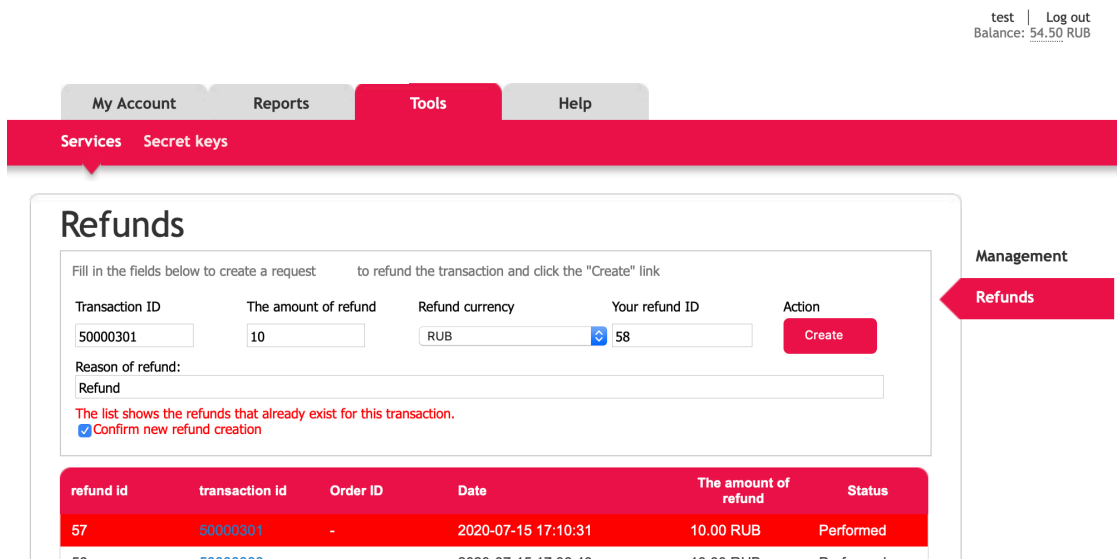 test | Log out
Balance: 54.50 RUB
My Account Reports Tools Help
Services Secret keys
Refunds
Management
Fill in the fields below to create a request to refund the transaction and click the "Create" link
Refunds
Transaction ID The amount of refund Refund currency Your refund ID Action
50000301 10 RUB 58 Create
Reason of refund:
Refund
The list shows the refunds that already exist for this transaction.
Confirm new refund creation
refund id transaction id Order ID Date The amount of refund Status
57 50000301 - 2020-07-15 17:10:31 10.00 RUB Performed